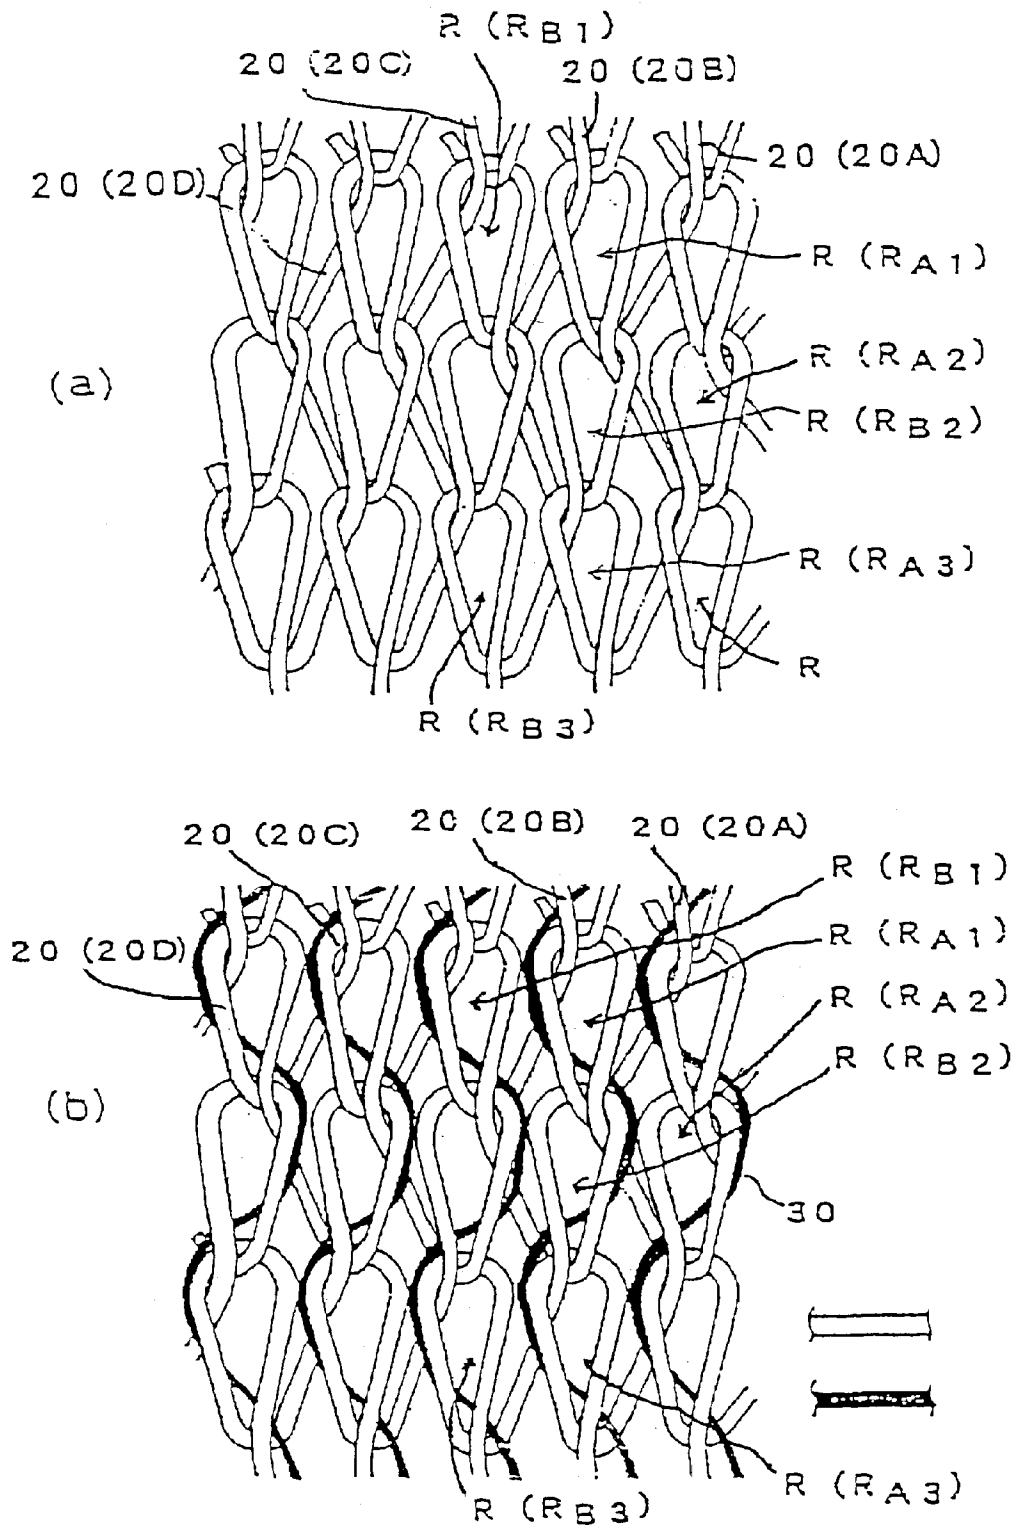 R (RB1)
20 (20C)
20 (20B)
20 (20A)
20 (20D)
R (RA1)
R (RA2)
(a)
R (RB2)
R (RA3)
R
R (RB3)
20 (20C)
20 (20B)
20 (20A)
R (RB1)
R (RA1)
20 (20D)
R (RA2)
R (RB2)
(b)
30
R (RA3)
R (RB3)